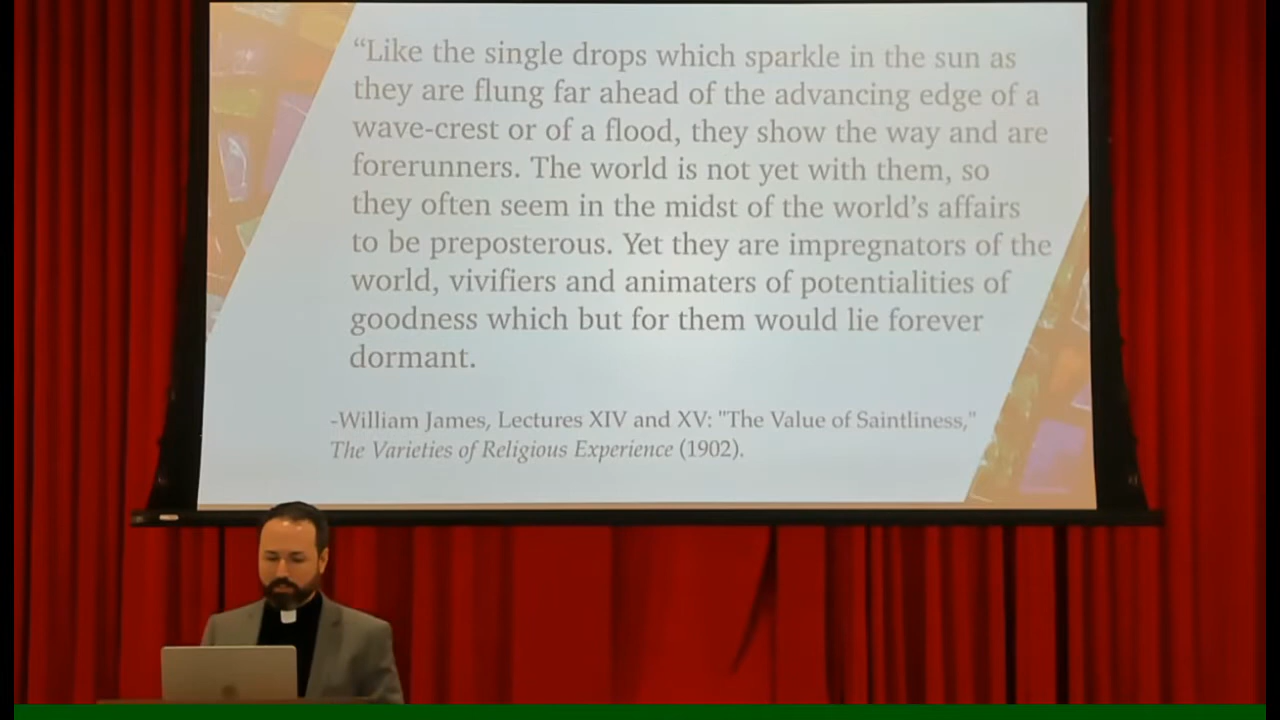 “Like the single drops which sparkle in the sun as
they are flung far ahead of the advancing edge of a
wave-crest or of a flood, they show the way and are
forerunners. The world is not yet with them, so
they often seem in the midst of the world’s affairs
to be preposterous. Yet they are impregnators of the
world, vivifiers and animaters of potentialities of
goodness which but for them would lie forever
dormant.
-William James, Lectures XIV and XV: "The Value of Saintliness,"
The Varieties of Religious Experience (1902).